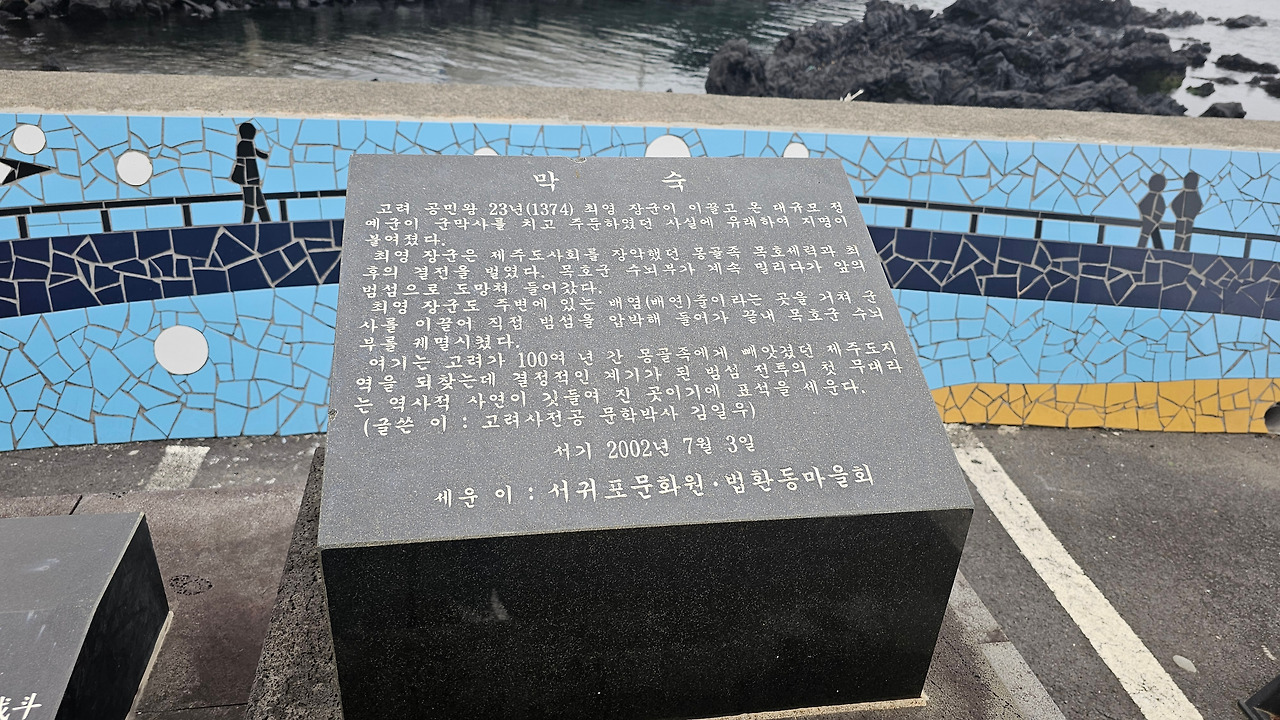 막 숙
고려 공민왕 23년(1374) 최영 장군이 이끌고 온 대규모 정
예군이 군막사를 치고 주둔하였던 사실에 유래하여 지명이
붙여졌다.
최영 장군은 제주도사회를 장악했던 몽골족 목호세력과 최
후의 결전을 벌였다. 목호군 수뇌부가 계속 밀리다가 앞의
범섬으로 도망쳐 들어갔다.
최영 장군도 주변에 있는 배염(배연)줄이라는 곳을 거쳐 군
사를 이끌어 직접 범섬을 압박해 들어가 끝내 목호군 수뇌
부를 궤멸시켰다.
여기는 고려가 100여 년 간 몽골족에게 빼앗겼던 제주도지
역을 되찾는데 결정적인 계기가 된 범섬 전투의 첫 무대라
는 역사적 사연이 깃들여 진 곳이기에 표석을 세운다.
(글쓴 이 : 고려사전공 문학박사 김일우)
서기 2002년 7월 3일
세운 이 : 서귀포문화원·법환동마을회
斗